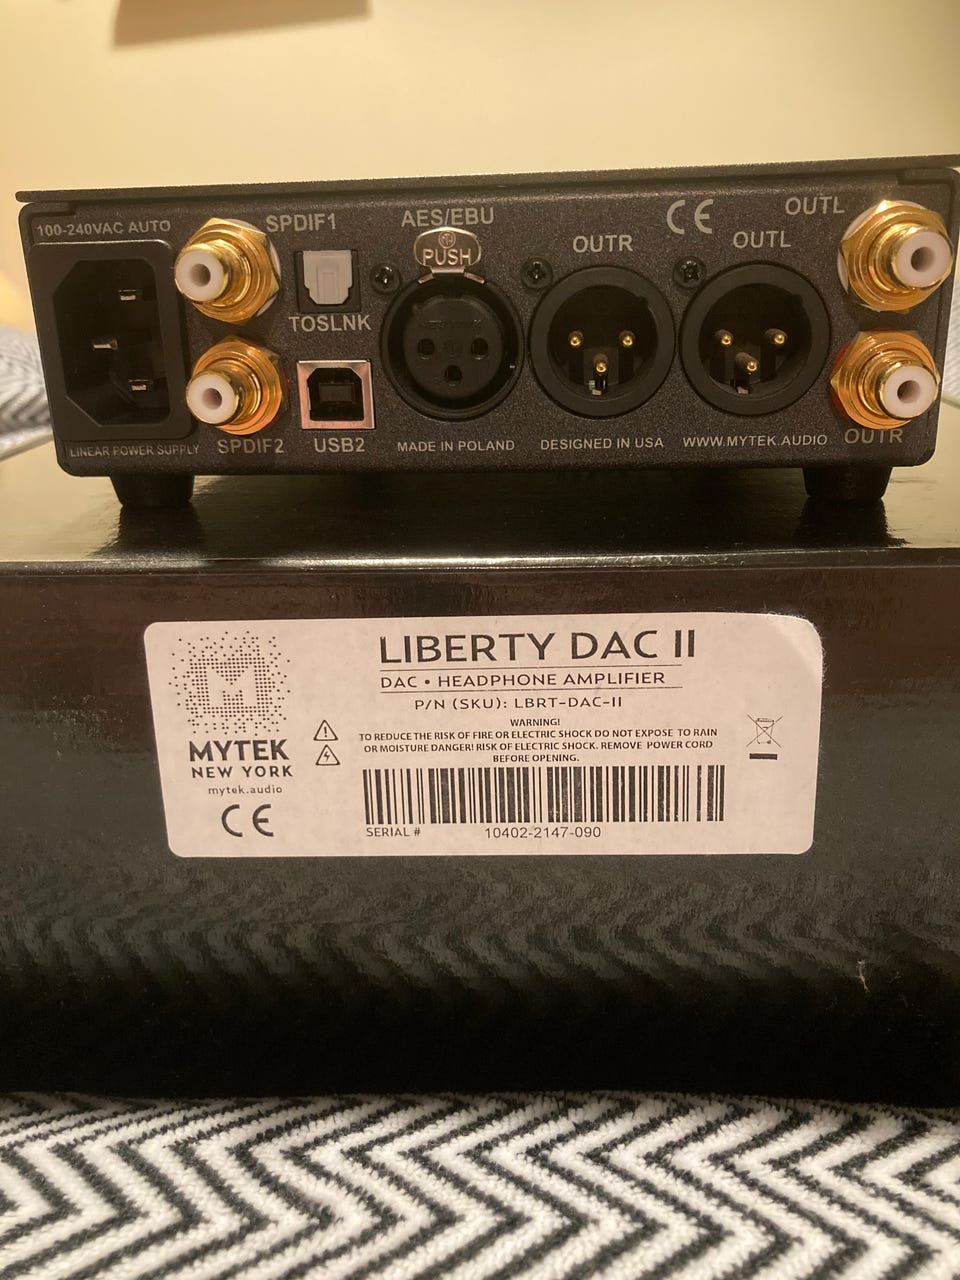 100-240VAC AUTO
SPDIF1
AES/EBU
PUSH
OUTR
CE
OUTL
OUTL
TOSLNK
LINEAR POWER SUPPLY
SPDIF2
USB2
MADE IN POLAND
DESIGNED IN USA
WWW.MYTEK.AUDIO
OUTR
LIBERTY DAC II
DAC • HEADPHONE AMPLIFIER
P/N (SKU): LBRT-DAC-II
WARNING!
TO REDUCE THE RISK OF FIRE OR ELECTRIC SHOCK DO NOT EXPOSE TO RAIN
OR MOISTURE DANGER! RISK OF ELECTRIC SHOCK. REMOVE POWER CORD
BEFORE OPENING.
M
MYTEK
NEW YORK
mytek.audio
CE
SERIAL #
10402-2147-090